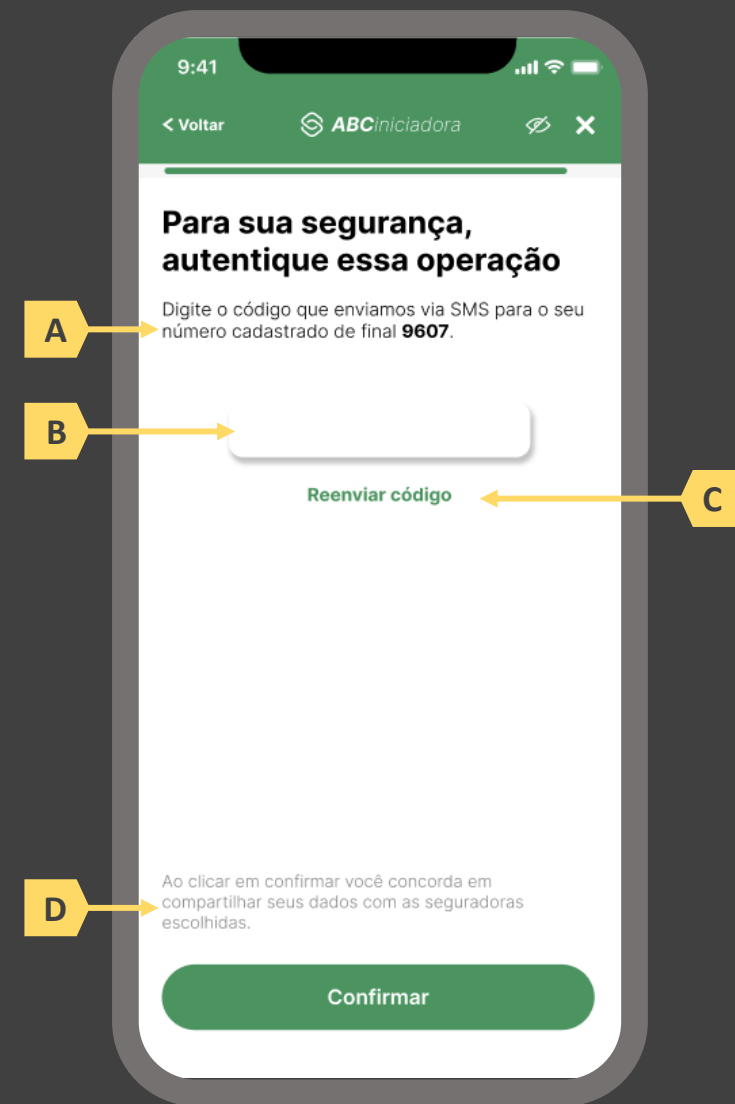 9:41
< Voltar ABCiniciadora
Para sua segurança,
autentique essa operação
Digite o código que enviamos via SMS para o seu
número cadastrado de final 9607.
A
B
Reenviar código
C
Ao clicar em confirmar você concorda em
compartilhar seus dados com as seguradoras
escolhidas.
D
Confirmar